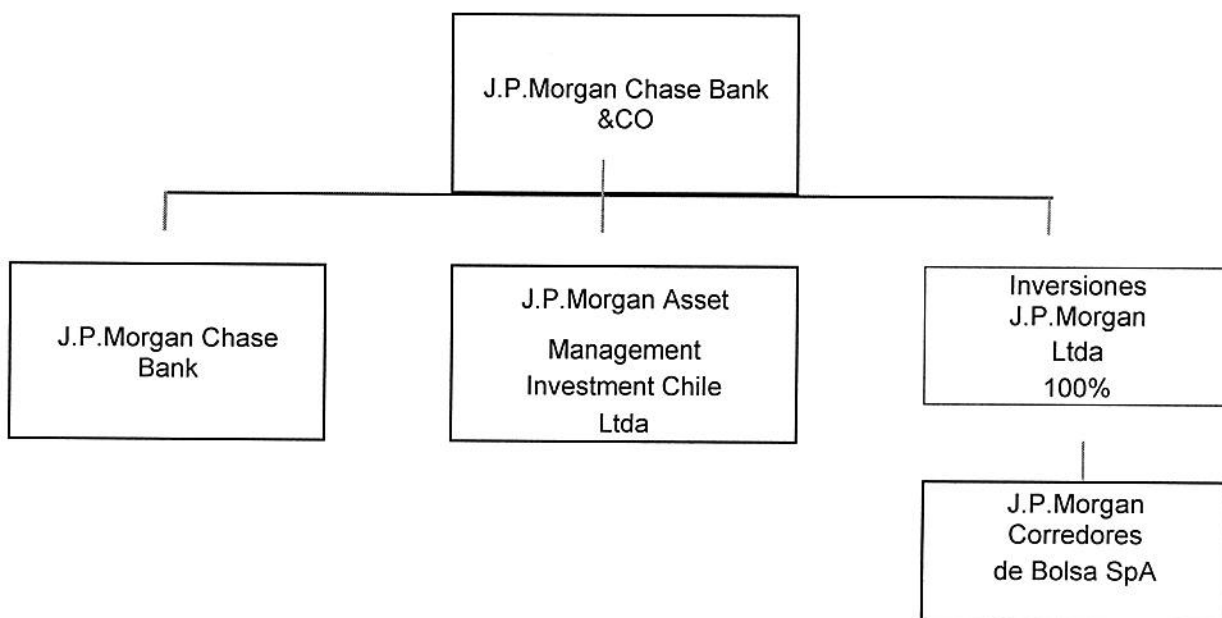 J.P.Morgan Chase Bank
&CO
J.P.Morgan Chase
Bank
J.P.Morgan Asset
Management
Investment Chile
Ltda
Inversiones
J.P.Morgan
Ltda
100%
J.P.Morgan
Corredores
de Bolsa SpA